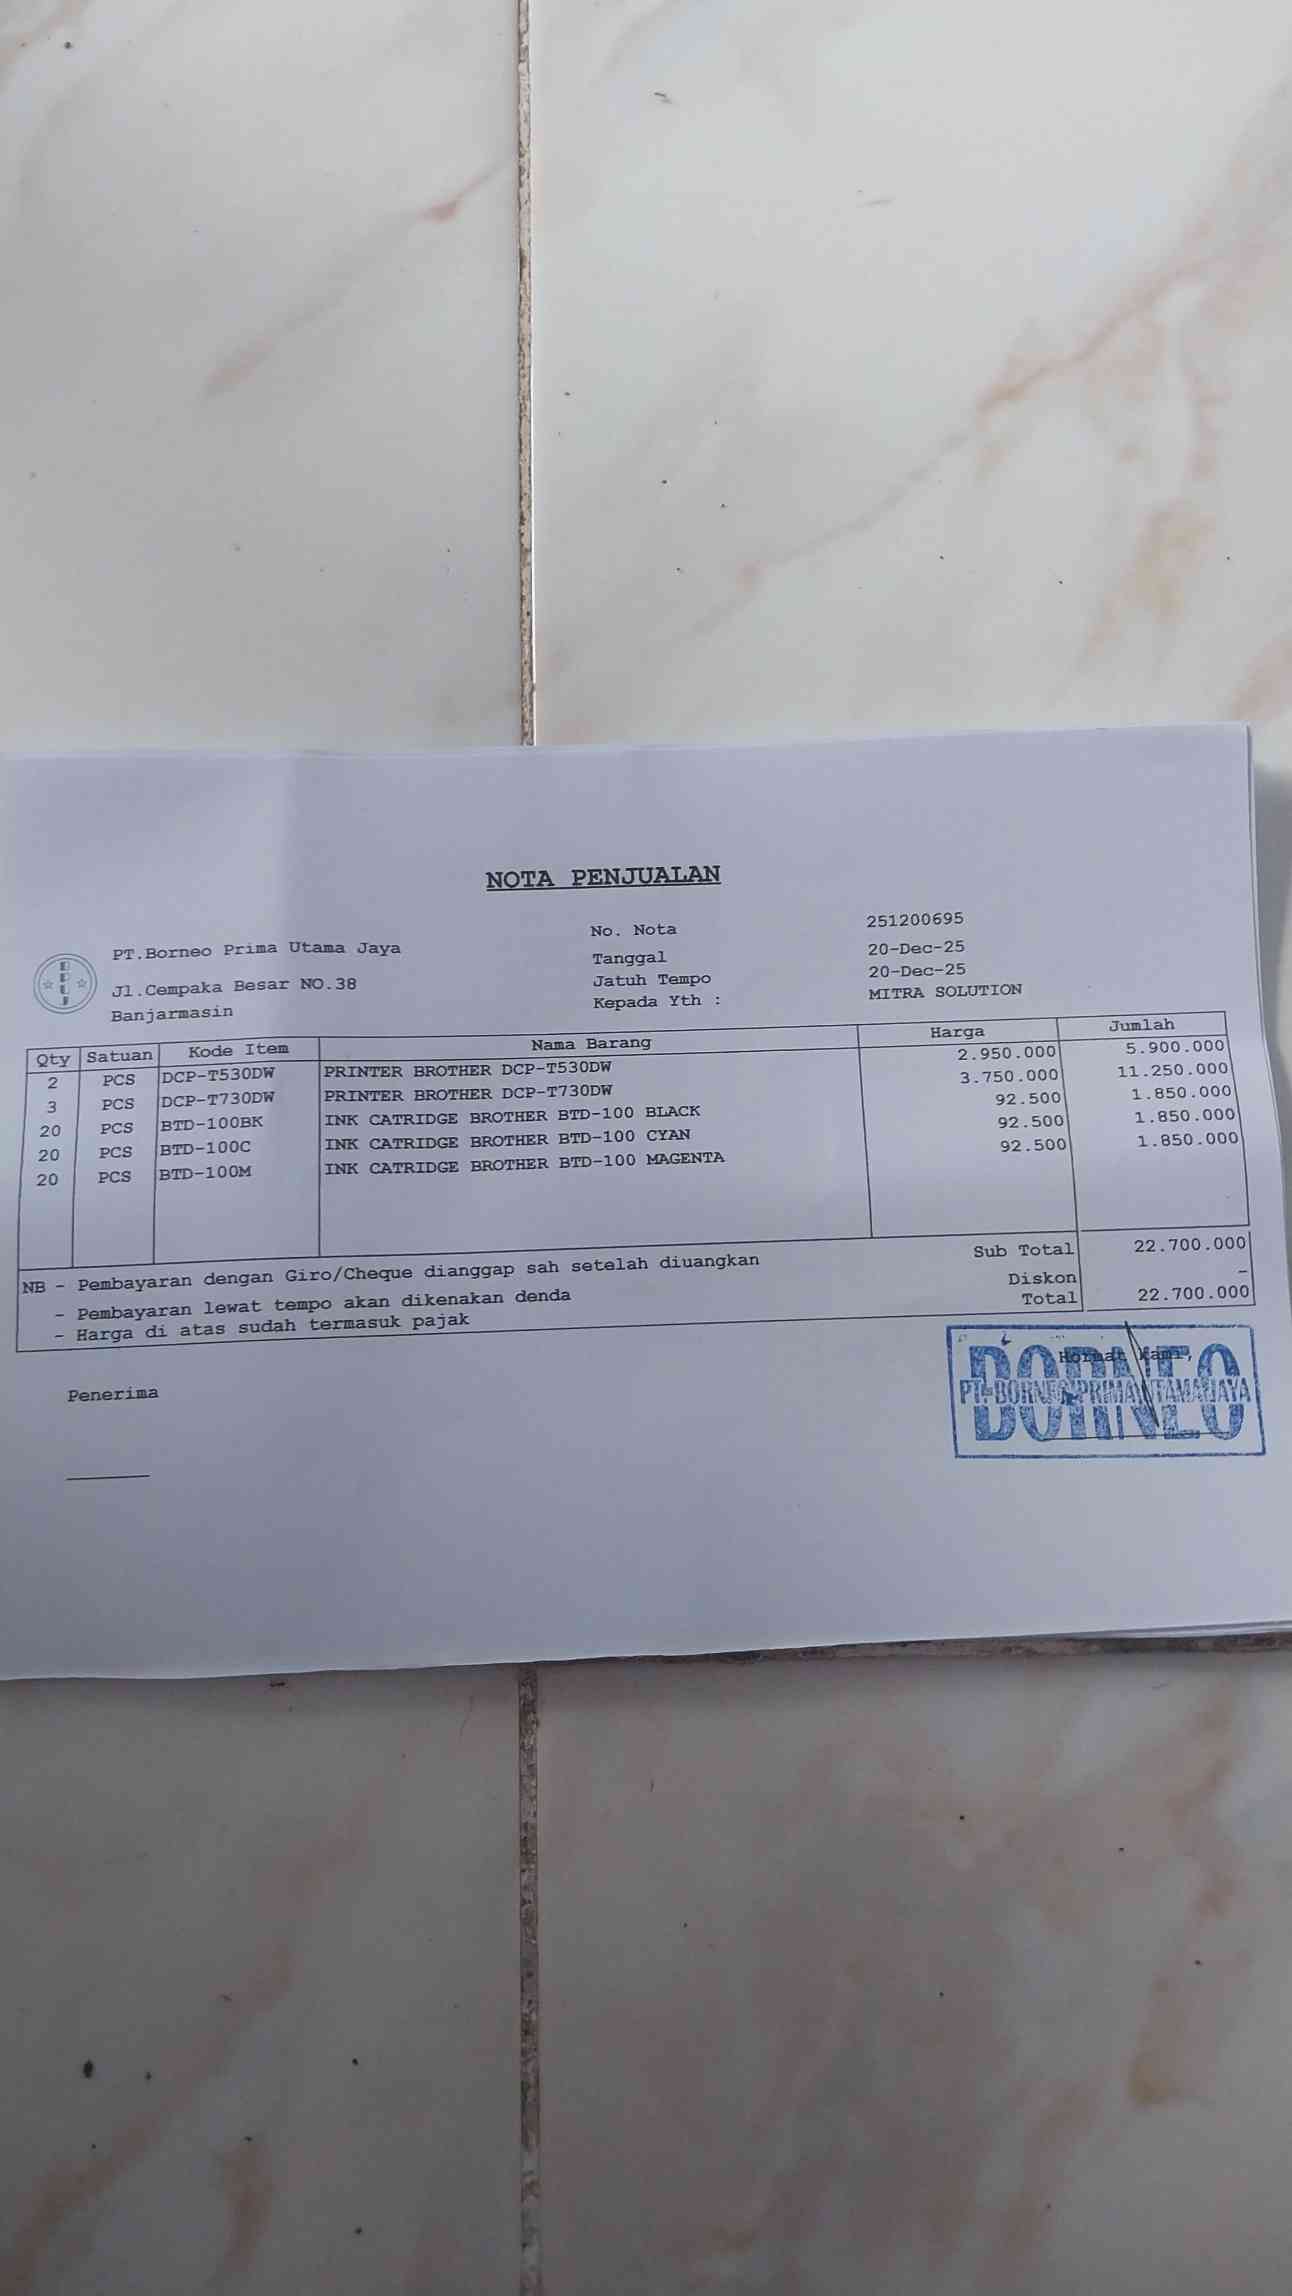 NOTA PENJUALAN
PT.Borneo Prima Utama Jaya
Jl.Cempaka Besar NO.38
Banjarmasin
B P U J
No. Nota 251200695
Tanggal 20-Dec-25
Jatuh Tempo 20-Dec-25
Kepada Yth : MITRA SOLUTION
Qty Satuan Kode Item Nama Barang Harga Jumlah
2 PCS DCP-T530DW PRINTER BROTHER DCP-T530DW 2.950.000 5.900.000
3 PCS DCP-T730DW PRINTER BROTHER DCP-T730DW 3.750.000 11.250.000
20 PCS BTD-100BK INK CATRIDGE BROTHER BTD-100 BLACK 92.500 1.850.000
20 PCS BTD-100C INK CATRIDGE BROTHER BTD-100 CYAN 92.500 1.850.000
20 PCS BTD-100M INK CATRIDGE BROTHER BTD-100 MAGENTA 92.500 1.850.000
Sub Total 22.700.000
Diskon -
Total 22.700.000
NB - Pembayaran dengan Giro/Cheque dianggap sah setelah diuangkan
- Pembayaran lewat tempo akan dikenakan denda
- Harga di atas sudah termasuk pajak
Penerima
Hormat Kami,
BORNEO
PT. BORNEO PRIMA UTAMA JAYA